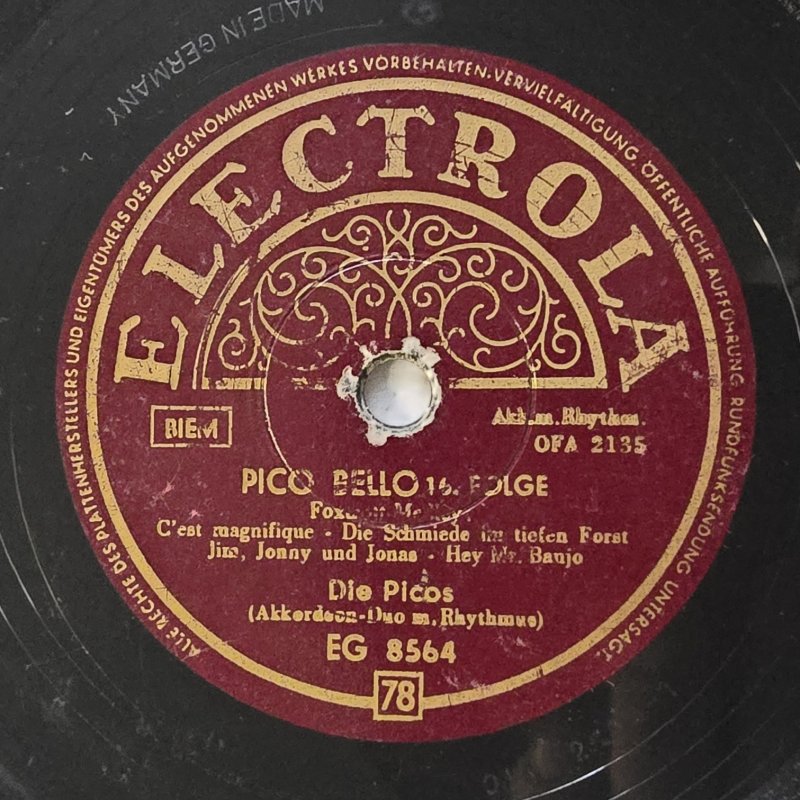 MADE IN GERMANY
ALLE RECHTE DES PLATTENHERSTELLERS UND EIGENTÜMERS DES AUFGENOMMENEN WERKES VORBEHALTEN·VERVIELFÄLTIGUNG, ÖFFENTLICHE AUFFÜHRUNG, RUNDFUNKSENDUNG UNTERSAGT.
ELECTROLA
BIEM
Akk.m.Rhythm.
OFA 2135
PICO BELLO 16. FOLGE
Foxtrott Medley
C'est magnifique - Die Schmiede im tiefen Forst
Jim, Jonny und Jonas - Hey Mr. Banjo
Die Picos
(Akkordeon-Duo m. Rhythmus)
EG 8564
78